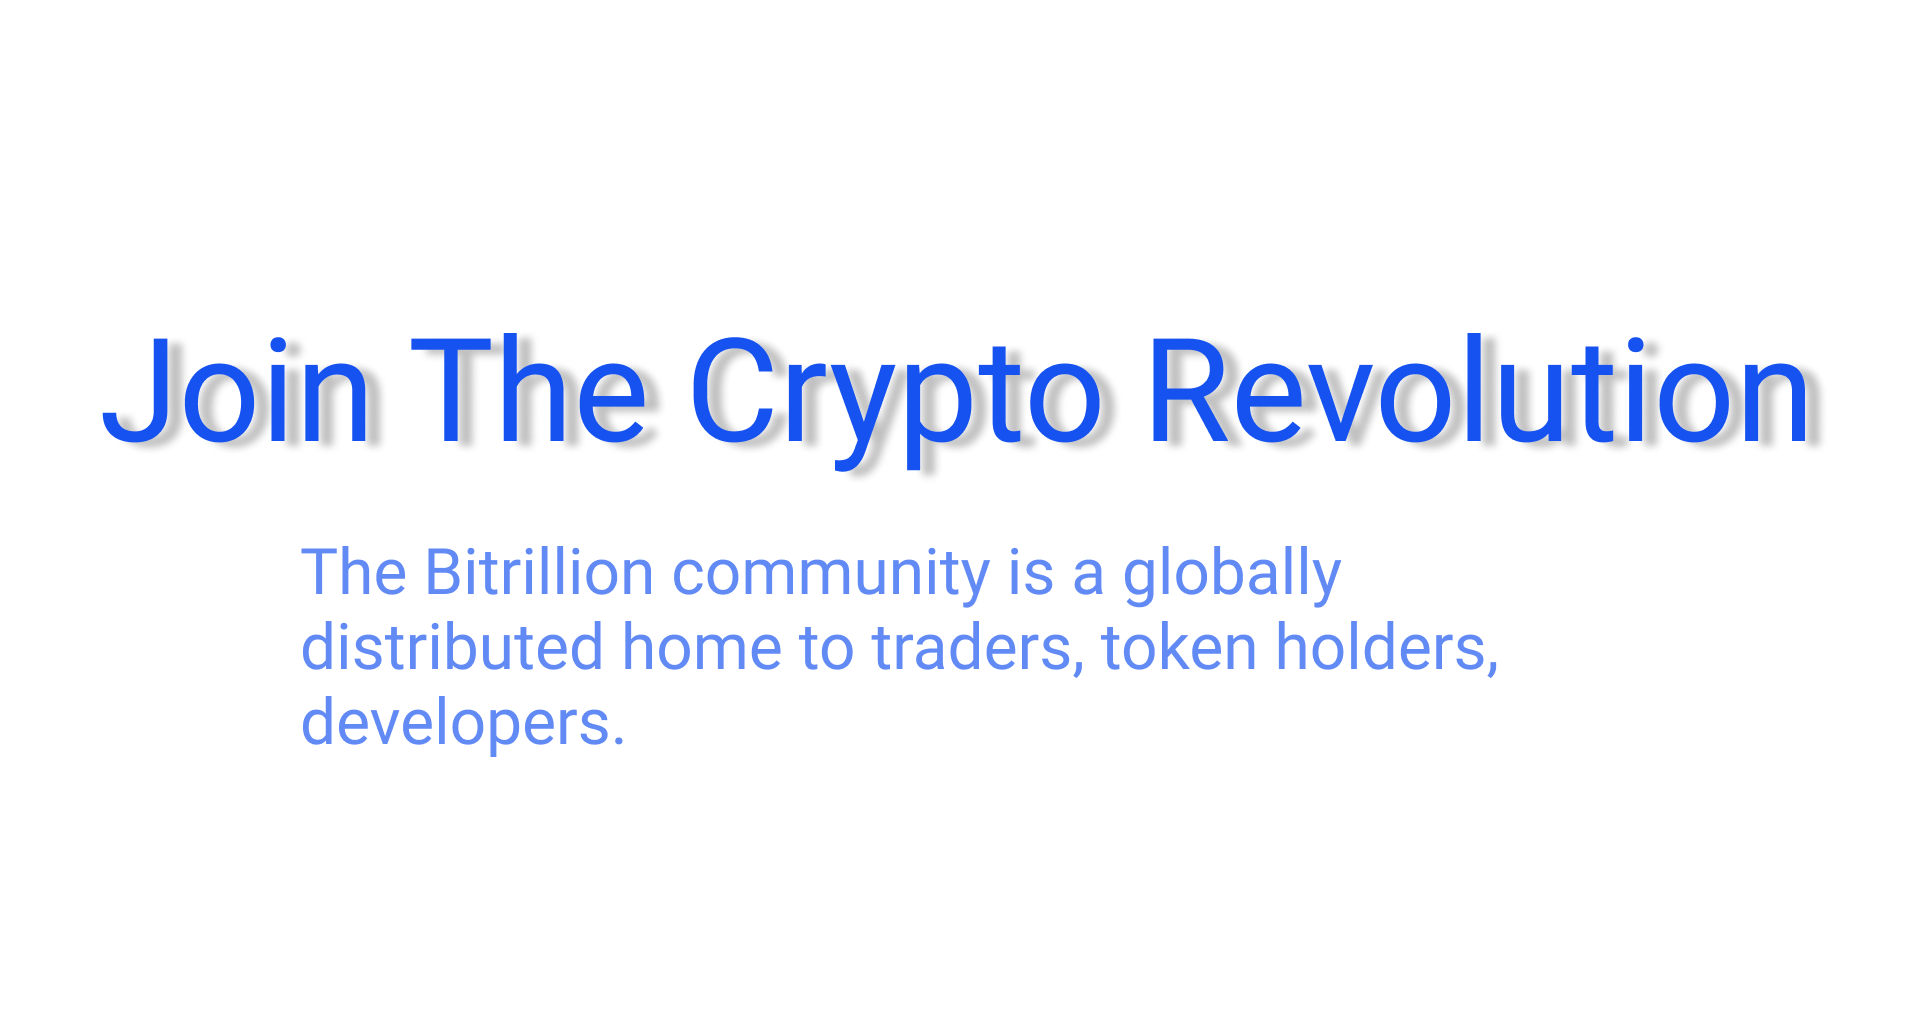 Join The Crypto Revolution
The Bitrillion community is a globally
distributed home to traders, token holders,
developers.